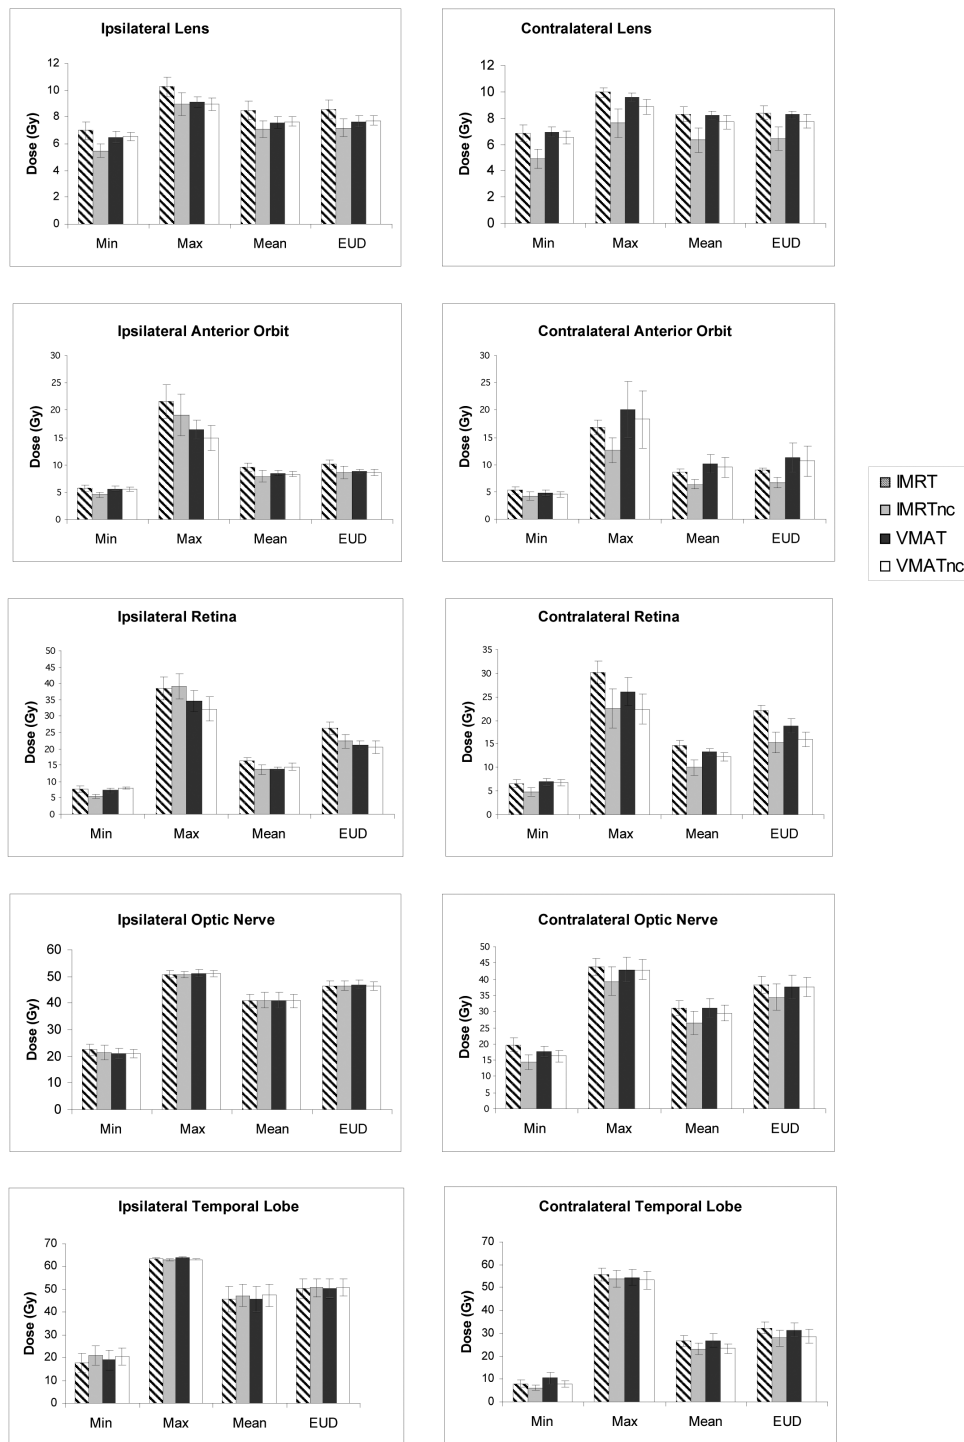 Ipsilateral Lens
Dose (Gy)
12
10
8
6
4
2
0
Min Max Mean EUD
Contralateral Lens
Dose (Gy)
12
10
8
6
4
2
0
Min Max Mean EUD
Ipsilateral Anterior Orbit
Dose (Gy)
30
25
20
15
10
5
0
Min Max Mean EUD
Contralateral Anterior Orbit
Dose (Gy)
30
25
20
15
10
5
0
Min Max Mean EUD
IMRT
IMRTnc
VMAT
VMATnc
Ipsilateral Retina
Dose (Gy)
50
45
40
35
30
25
20
15
10
5
0
Min Max Mean EUD
Contralateral Retina
Dose (Gy)
35
30
25
20
15
10
5
0
Min Max Mean EUD
Ipsilateral Optic Nerve
Dose (Gy)
60
50
40
30
20
10
0
Min Max Mean EUD
Contralateral Optic Nerve
Dose (Gy)
50
45
40
35
30
25
20
15
10
5
0
Min Max Mean EUD
Ipsilateral Temporal Lobe
Dose (Gy)
70
60
50
40
30
20
10
0
Min Max Mean EUD
Contralateral Temporal Lobe
Dose (Gy)
70
60
50
40
30
20
10
0
Min Max Mean EUD